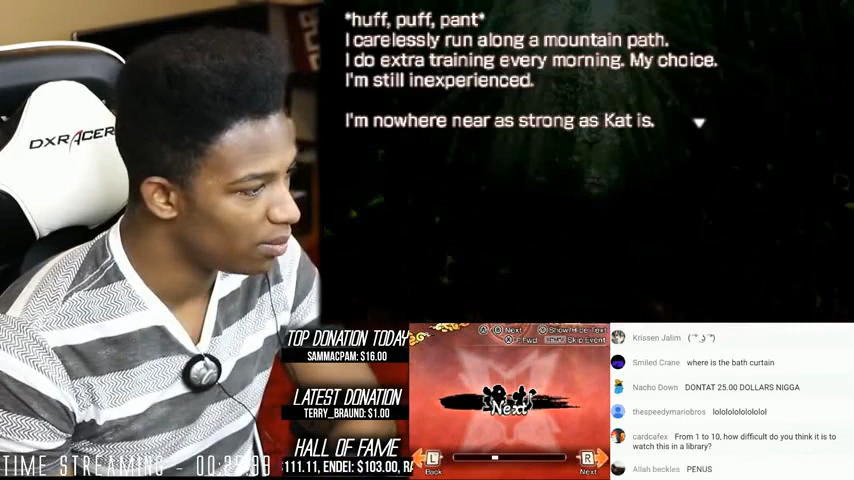 *huff, puff, pant*
I carelessly run along a mountain path.
I do extra training every morning. My choice.
I'm still inexperienced.
I'm nowhere near as strong as Kat is.
DXRACER
TOP DONATION TODAY
SAMMACPAM: $16.00
LATEST DONATION
TERRY_BRAUND: $1.00
HALL OF FAME
$111.11, ENDEI: $103.00, RA
TIME STREAMING - 00:2
Next
Show/Hide Text
F.Fwd
Skip Event
Next
L
Back
R
Next
Krissen Jalim ( ͡° ͜ʖ ͡°)
Smiled Crane where is the bath curtain
Nacho Down DONTAT 25.00 DOLLARS NIGGA
thespeedymariobros lolololololololol
cardcafex From 1 to 10, how difficult do you think it is to
watch this in a library?
Allah beckles PENUS